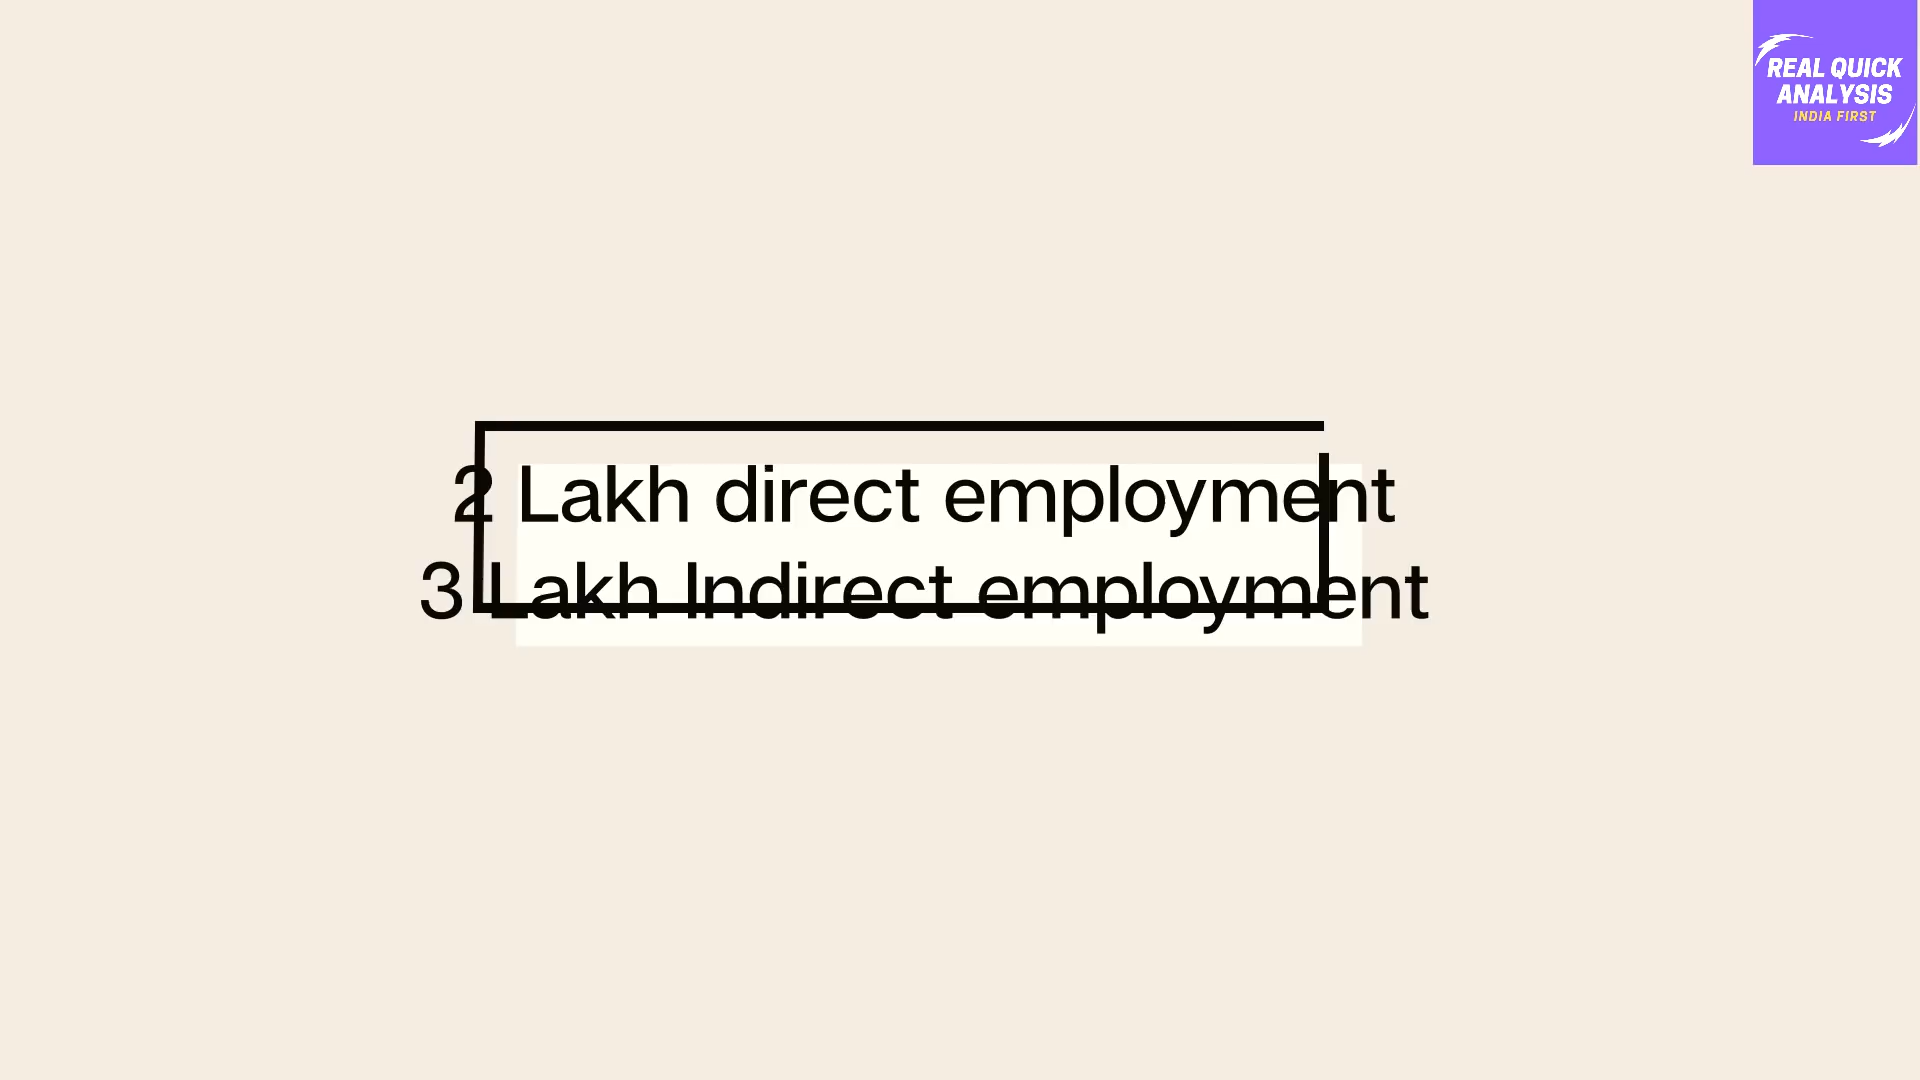 REAL QUICK
ANALYSIS
INDIA FIRST
2 Lakh direct employment
3 Lakh Indirect employment